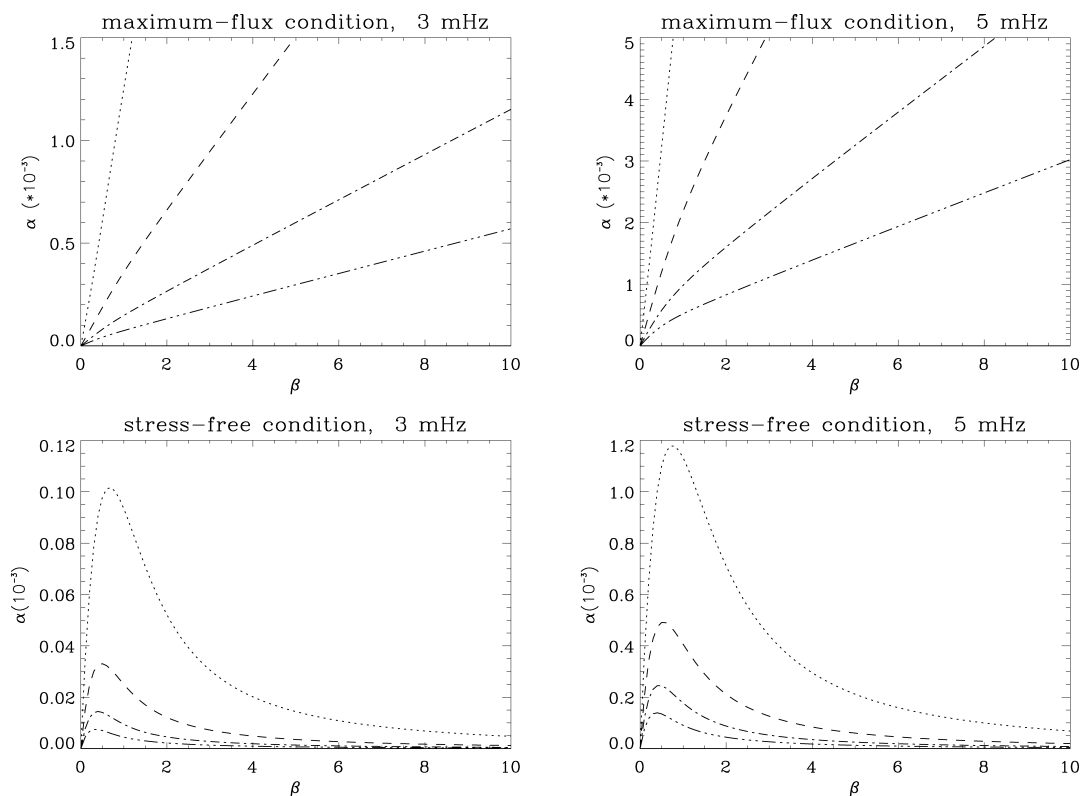 maximum−flux condition, 3 mHz
1.5
1.0
0.5
0.0
α (*10⁻³)
0 2 4 6 8 10
β
maximum−flux condition, 5 mHz
5
4
3
2
1
0
α (*10⁻³)
0 2 4 6 8 10
β
stress−free condition, 3 mHz
0.12
0.10
0.08
0.06
0.04
0.02
0.00
α(10⁻³)
0 2 4 6 8 10
β
stress−free condition, 5 mHz
1.2
1.0
0.8
0.6
0.4
0.2
0.0
α(10⁻³)
0 2 4 6 8 10
β